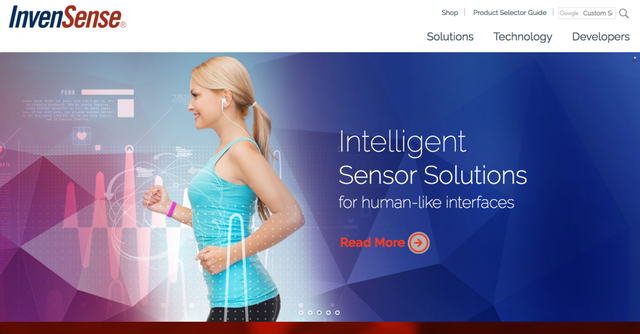 InvenSense®
Shop
Product Selector Guide
Google Custom S
Solutions
Technology
Developers
Intelligent
Sensor Solutions
for human-like interfaces
Read More